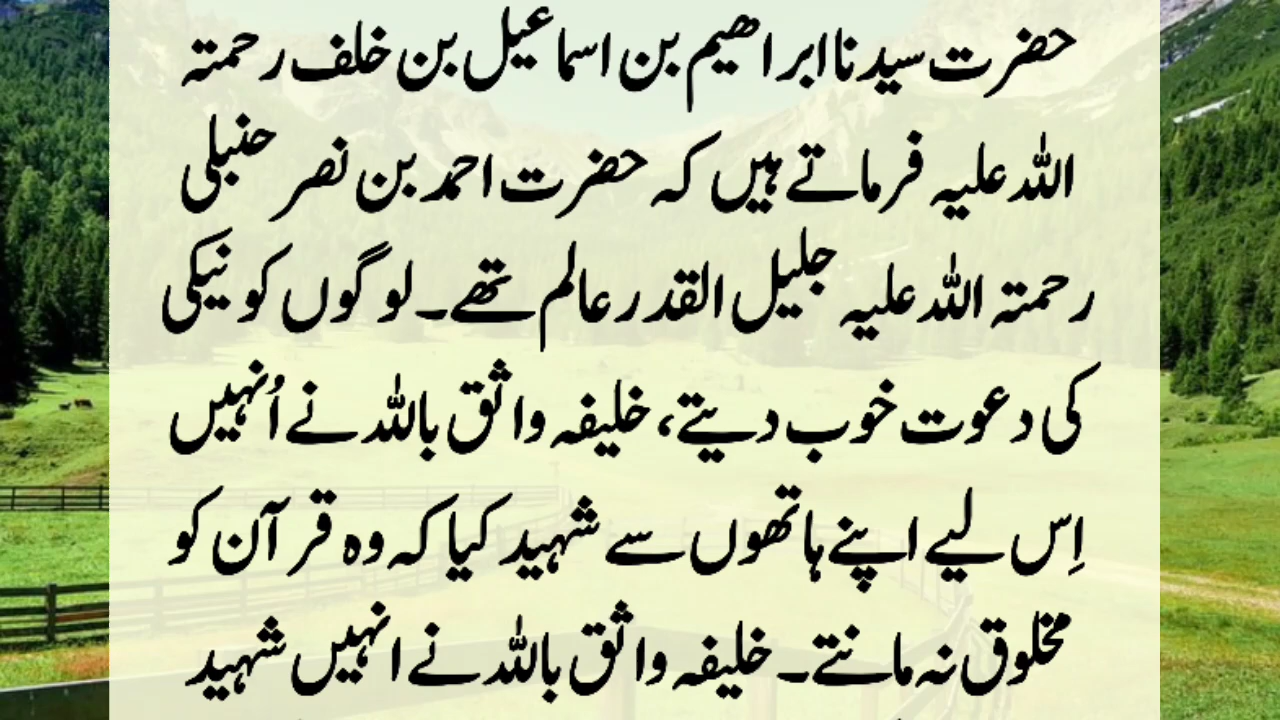 حضرت سیدنا ابراھیم بن اسماعیل بن خلف رحمتہ
اللہ علیہ فرماتے ہیں کہ حضرت احمد بن نصر حنبلی
رحمتہ اللہ علیہ جلیل القدر عالم تھے۔ لوگوں کو نیکی
کی دعوت خوب دیتے، خلیفہ واثق باللہ نے اُنہیں
اِس لیے اپنے ہاتھوں سے شہید کیا کہ وہ قرآن کو
مخلوق نہ مانتے۔ خلیفہ واثق باللہ نے انہیں شہید